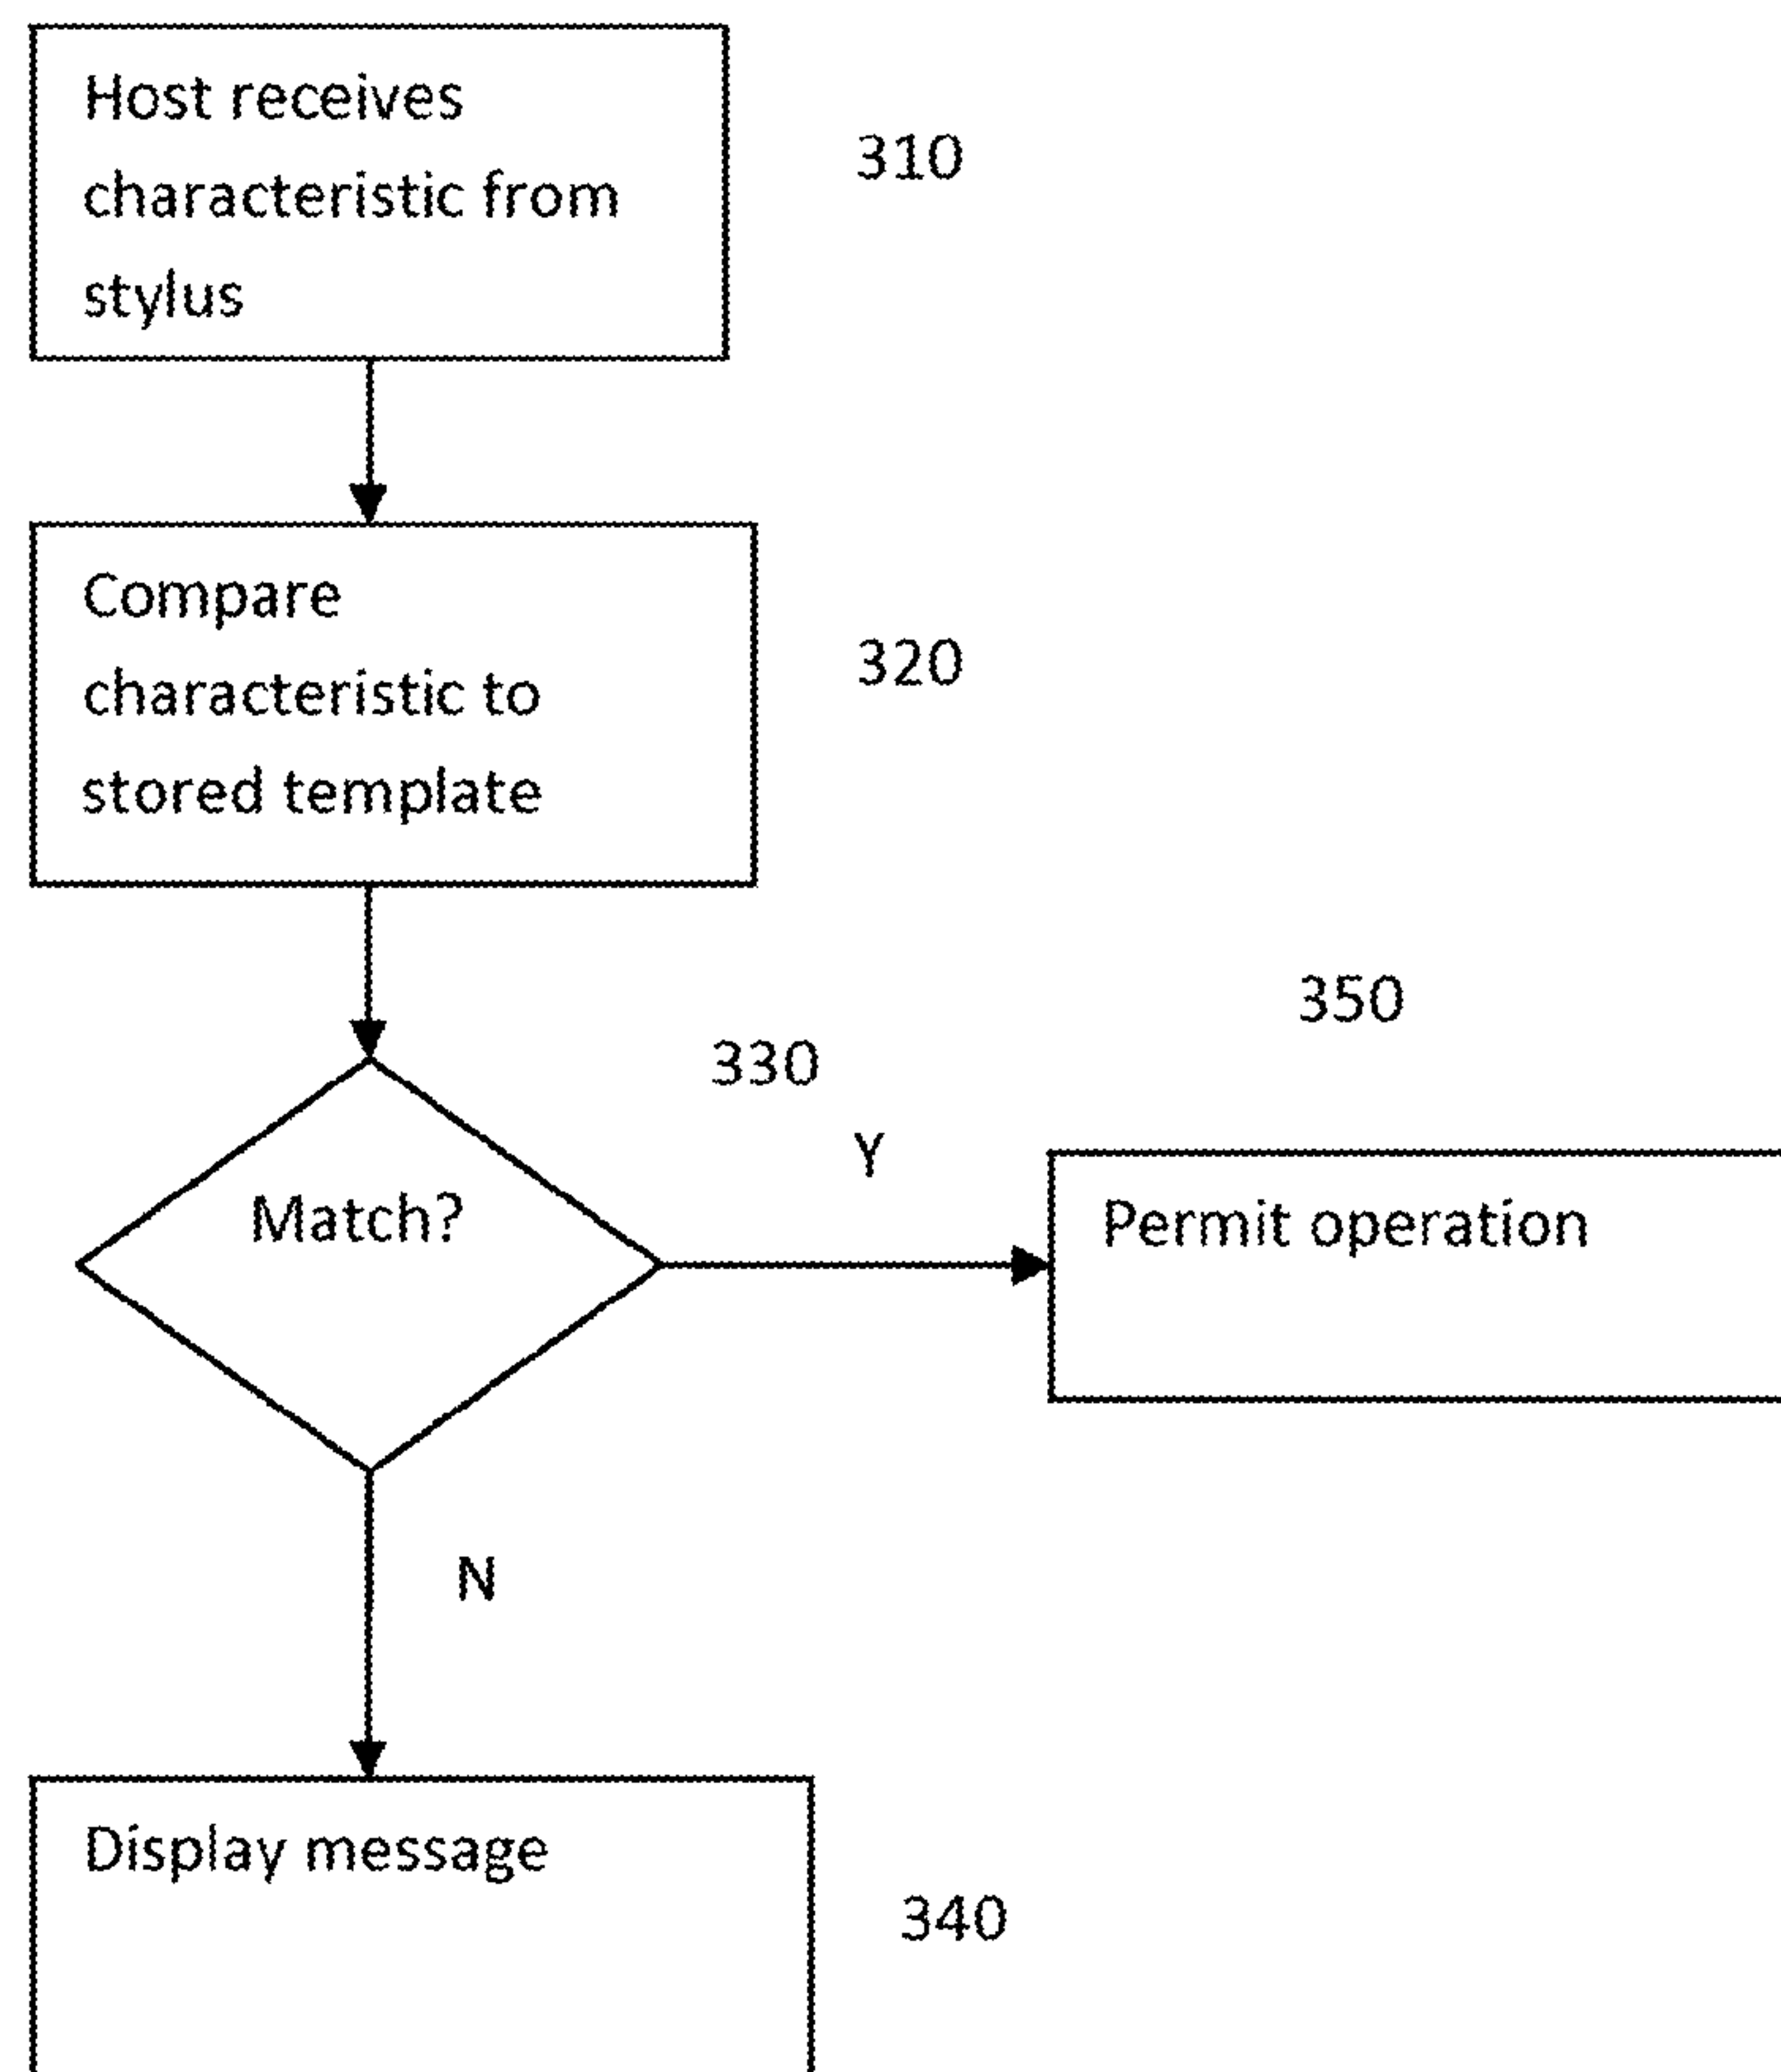 Host receives
characteristic from
stylus
310
Compare
characteristic to
stored template
320
350
330
Y
Match?
Permit operation
N
Display message
340